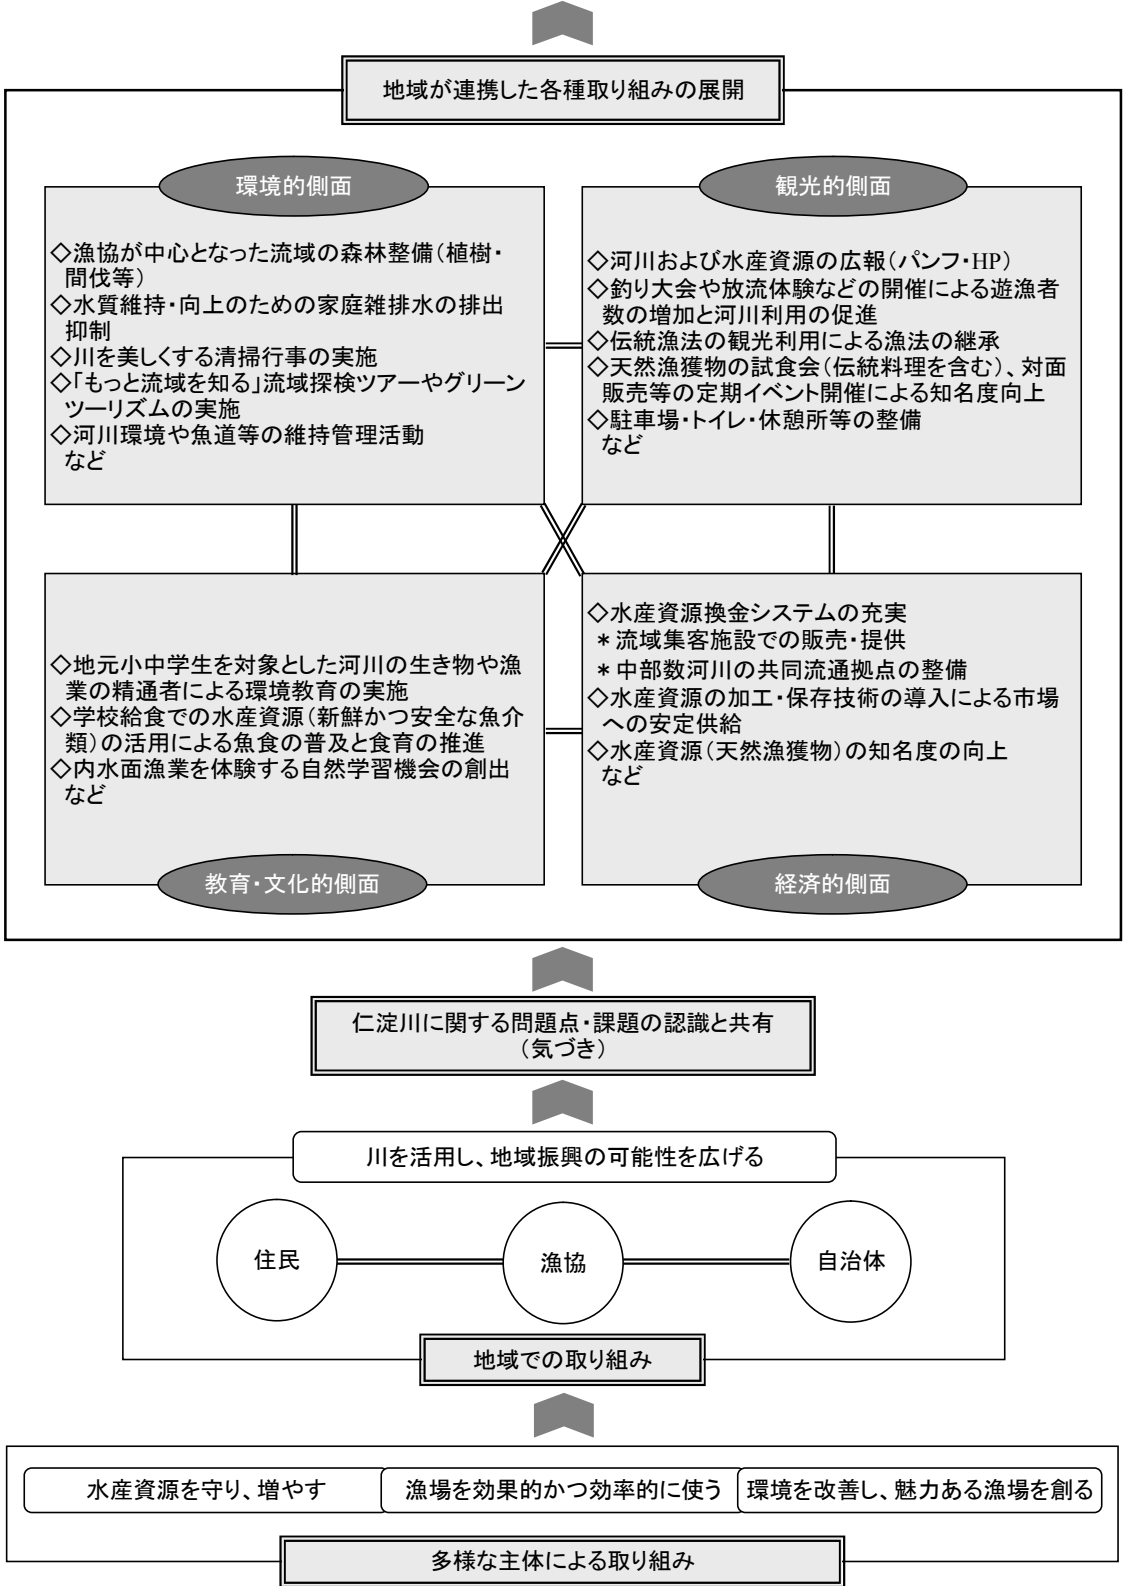 地域が連携した各種取り組みの展開
環境的側面
◇漁協が中心となった流域の森林整備(植樹・
間伐等)
◇水質維持・向上のための家庭雑排水の排出
抑制
◇川を美しくする清掃行事の実施
◇「もっと流域を知る」流域探検ツアーやグリーン
ツーリズムの実施
◇河川環境や魚道等の維持管理活動
など
観光的側面
◇河川および水産資源の広報(パンフ・HP)
◇釣り大会や放流体験などの開催による遊漁者
数の増加と河川利用の促進
◇伝統漁法の観光利用による漁法の継承
◇天然漁獲物の試食会(伝統料理を含む)、対面
販売等の定期イベント開催による知名度向上
◇駐車場・トイレ・休憩所等の整備
など
◇地元小中学生を対象とした河川の生き物や漁
業の精通者による環境教育の実施
◇学校給食での水産資源(新鮮かつ安全な魚介
類)の活用による魚食の普及と食育の推進
◇内水面漁業を体験する自然学習機会の創出
など
教育・文化的側面
◇水産資源換金システムの充実
*流域集客施設での販売・提供
*中部数河川の共同流通拠点の整備
◇水産資源の加工・保存技術の導入による市場
への安定供給
◇水産資源(天然漁獲物)の知名度の向上
など
経済的側面
仁淀川に関する問題点・課題の認識と共有
(気づき)
川を活用し、地域振興の可能性を広げる
住民
漁協
自治体
地域での取り組み
水産資源を守り、増やす
漁場を効果的かつ効率的に使う
環境を改善し、魅力ある漁場を創る
多様な主体による取り組み